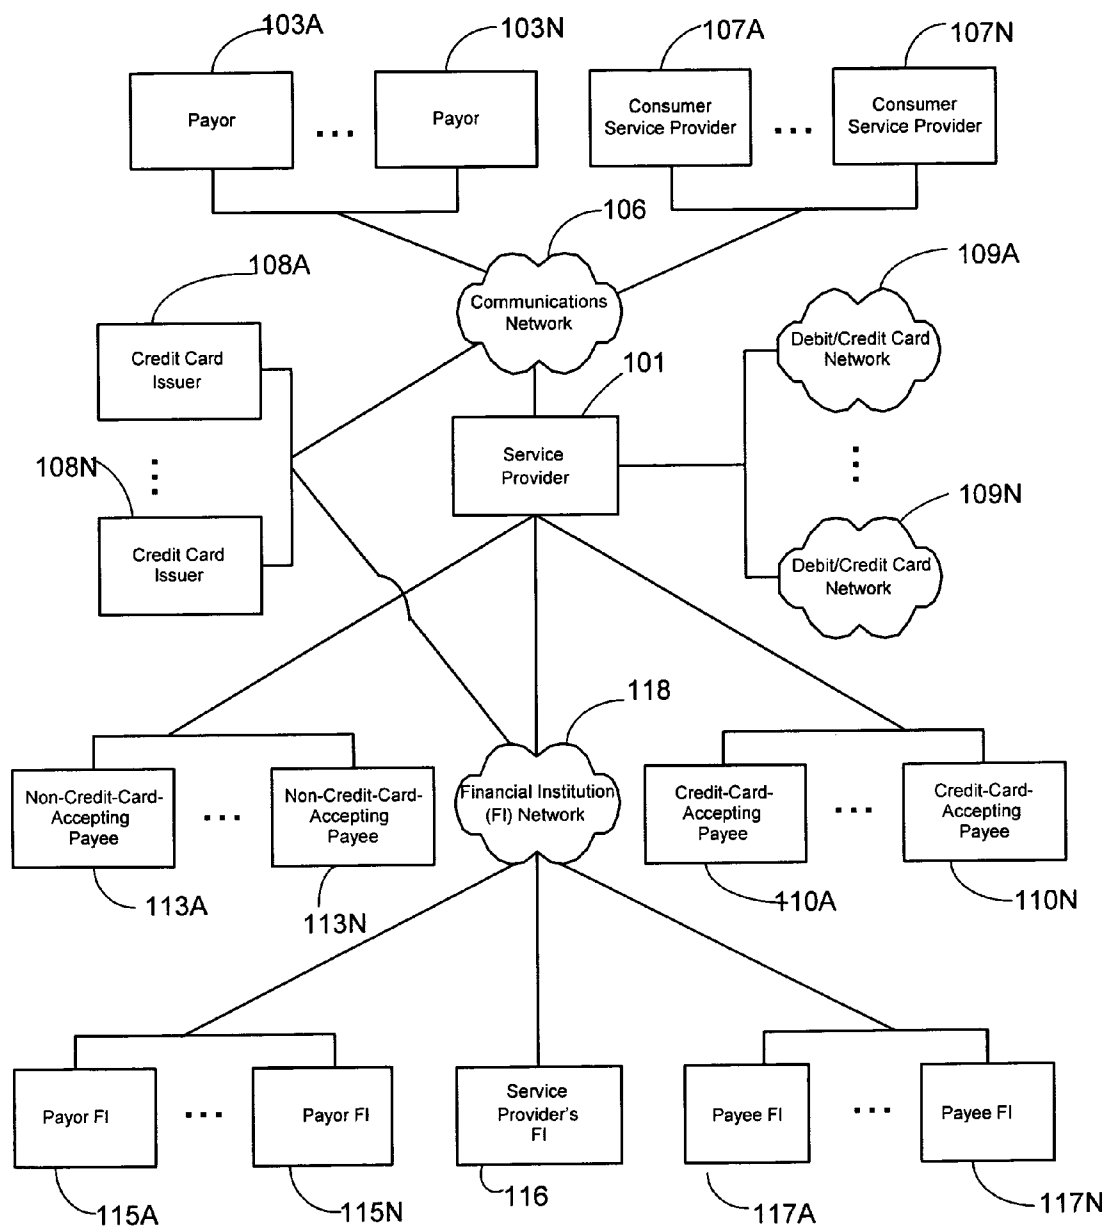 103A
103N
107A
107N
Payor
...
Payor
Consumer
Service Provider
...
Consumer
Service Provider
106
108A
109A
Communications
Network
Credit Card
Issuer
101
Debit/Credit Card
Network
108N
Service
Provider
109N
Credit Card
Issuer
Debit/Credit Card
Network
118
Non-Credit-Card-
Accepting
Payee
...
Non-Credit-Card-
Accepting
Payee
Financial Institution
(FI) Network
Credit-Card-
Accepting
Payee
...
Credit-Card-
Accepting
Payee
113A
113N
110A
110N
Payor FI
...
Payor FI
Service
Provider's
FI
Payee FI
...
Payee FI
115A
115N
116
117A
117N